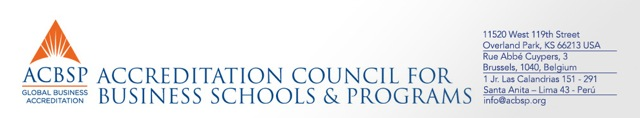 ACBSP
GLOBAL BUSINESS
ACCREDITATION
ACCREDITATION COUNCIL FOR
BUSINESS SCHOOLS & PROGRAMS
11520 West 119th Street
Overland Park, KS 66213 USA
Rue Abbé Cuypers, 3
Brussels, 1040, Belgium
1 Jr. Las Calandrias 151 - 291
Santa Anita – Lima 43 - Perú
info@acbsp.org